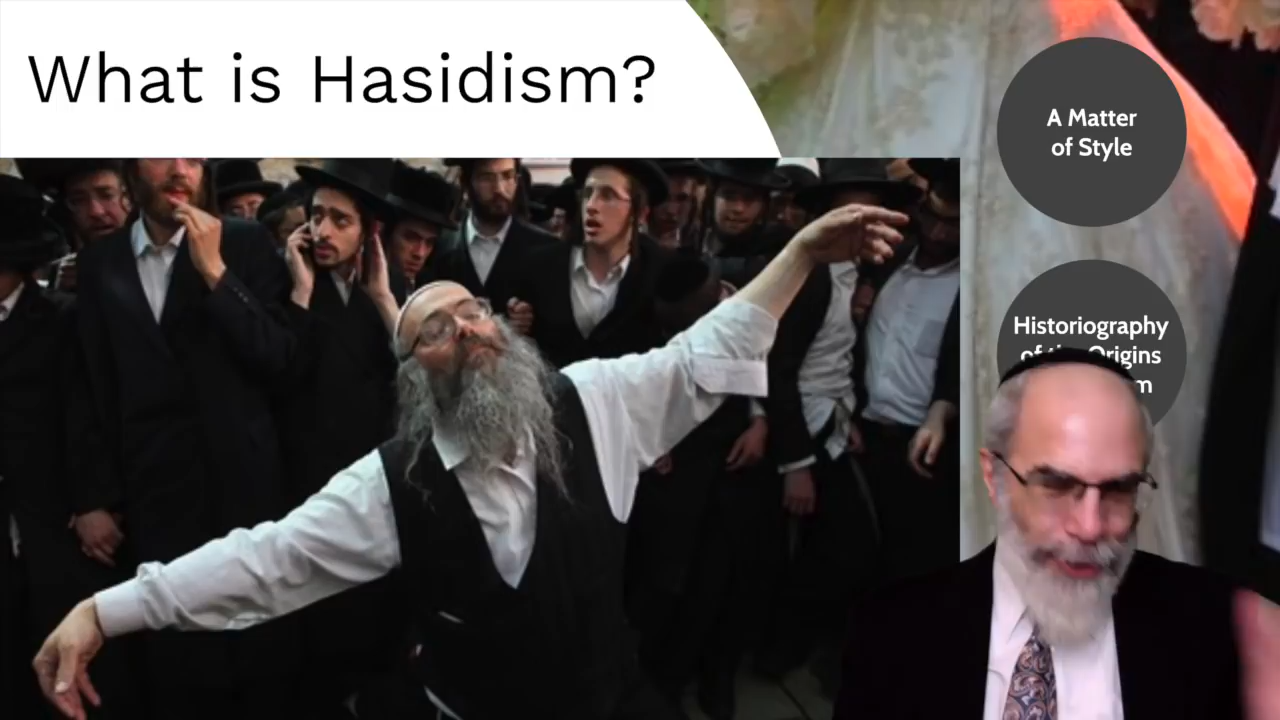 What is Hasidism?
A Matter
of Style
Historiography
of Origins
m